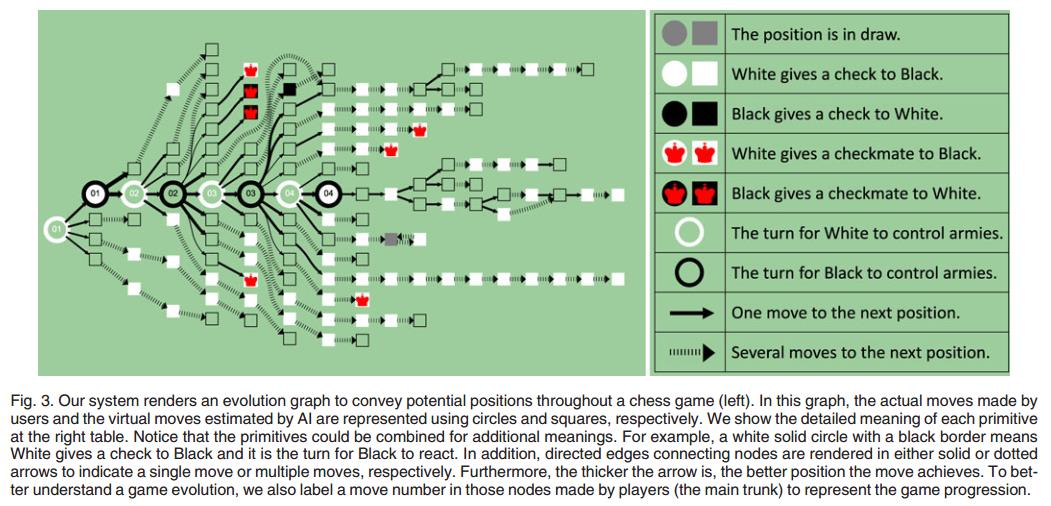 01
02
02
03
03
04
04
01
The position is in draw.
White gives a check to Black.
Black gives a check to White.
White gives a checkmate to Black.
Black gives a checkmate to White.
The turn for White to control armies.
The turn for Black to control armies.
One move to the next position.
Several moves to the next position.
Fig. 3. Our system renders an evolution graph to convey potential positions throughout a chess game (left). In this graph, the actual moves made by
users and the virtual moves estimated by AI are represented using circles and squares, respectively. We show the detailed meaning of each primitive
at the right table. Notice that the primitives could be combined for additional meanings. For example, a white solid circle with a black border means
White gives a check to Black and it is the turn for Black to react. In addition, directed edges connecting nodes are rendered in either solid or dotted
arrows to indicate a single move or multiple moves, respectively. Furthermore, the thicker the arrow is, the better position the move achieves. To bet-
ter understand a game evolution, we also label a move number in those nodes made by players (the main trunk) to represent the game progression.